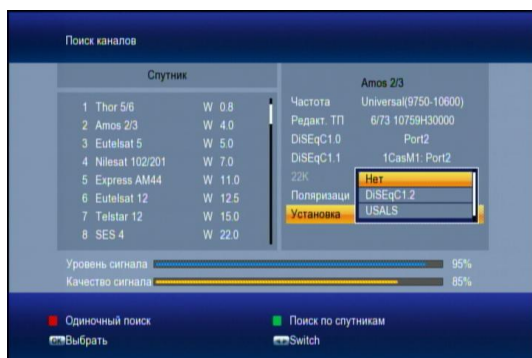 Поиск каналов
Спутник
1 Thor 5/6 W 0.8
2 Amos 2/3 W 4.0
3 Eutelsat 5 W 5.0
4 Nilesat 102/201 W 7.0
5 Express AM44 W 11.0
6 Eutelsat 12 W 12.5
7 Telstar 12 W 15.0
8 SES 4 W 22.0
Amos 2/3
Частота Universal(9750-10600)
Редакт. ТП 6/73 10759H30000
DiSEqC1.0 Port2
DiSEqC1.1 1CasM1: Port2
22K
Поляризаци
Установка
Нет
DiSEqC1.2
USALS
Уровень сигнала 95%
Качество сигнала 85%
Одиночный поиск
Поиск по спутникам
OK Выбрать
Switch